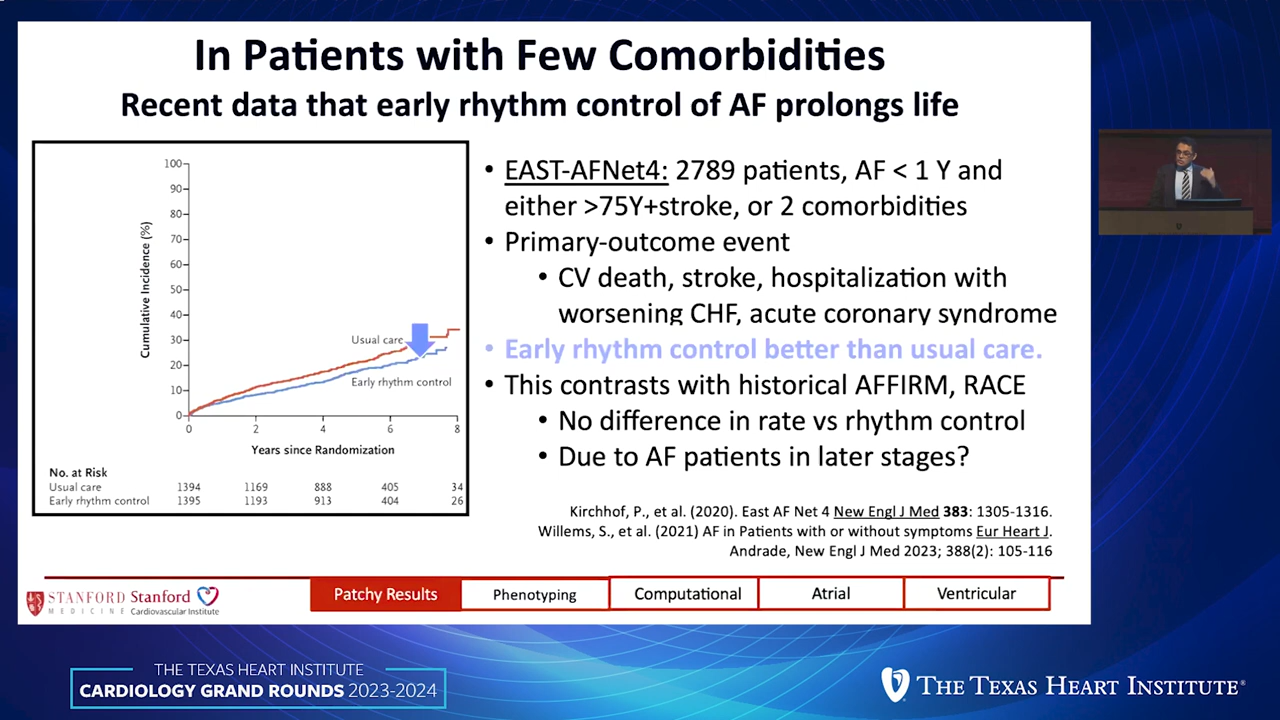 In Patients with Few Comorbidities
Recent data that early rhythm control of AF prolongs life
100
90
80
70
60
50
40
30
20
10
0
Cumulative Incidence (%)
Usual care
Early rhythm control
0 2 4 6 8
Years since Randomization
No. at Risk
Usual care 1394 1169 888 405 34
Early rhythm control 1395 1193 913 404 26
• EAST-AFNet4: 2789 patients, AF < 1 Y and
either >75Y+stroke, or 2 comorbidities
• Primary-outcome event
• CV death, stroke, hospitalization with
worsening CHF, acute coronary syndrome
• Early rhythm control better than usual care.
• This contrasts with historical AFFIRM, RACE
• No difference in rate vs rhythm control
• Due to AF patients in later stages?
Kirchhof, P., et al. (2020). East AF Net 4 New Engl J Med 383: 1305-1316.
Willems, S., et al. (2021) AF in Patients with or without symptoms Eur Heart J.
Andrade, New Engl J Med 2023; 388(2): 105-116
STANFORD
MEDICINE
Stanford
Cardiovascular Institute
Patchy Results Phenotyping Computational Atrial Ventricular
THE TEXAS HEART INSTITUTE
CARDIOLOGY GRAND ROUNDS 2023-2024
THE TEXAS HEART INSTITUTE®